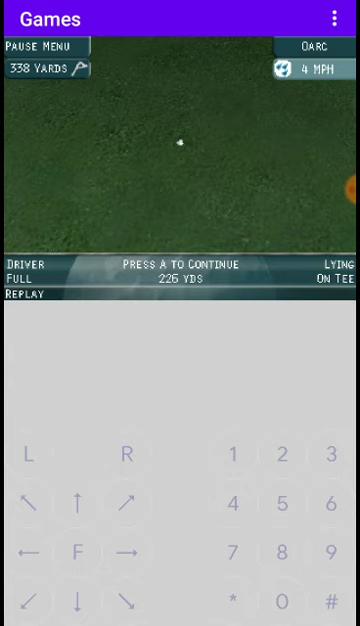 Games
PAUSE MENU
OARC
338 YARDS
4 MPH
DRIVER
PRESS A TO CONTINUE
LYING
FULL
226 YDS
ON TEE
REPLAY
L R 1 2 3
↖ ↑ ↗ 4 5 6
← F → 7 8 9
↙ ↓ ↘ * 0 #